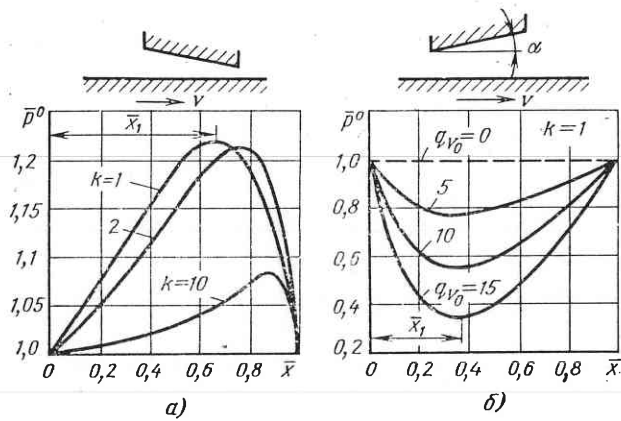 α
v
v
p̄⁰
x̄₁
1,2
1,15
1,1
1,05
1,0
k=1
2
k=10
0
0,2
0,4
0,6
0,8
x̄
а)
p̄⁰
q_V₀=0
k=1
1,0
0,8
0,6
0,4
0,2
5
10
q_V₀=15
x̄₁
0
0,2
0,4
0,6
0,8
x̄
б)